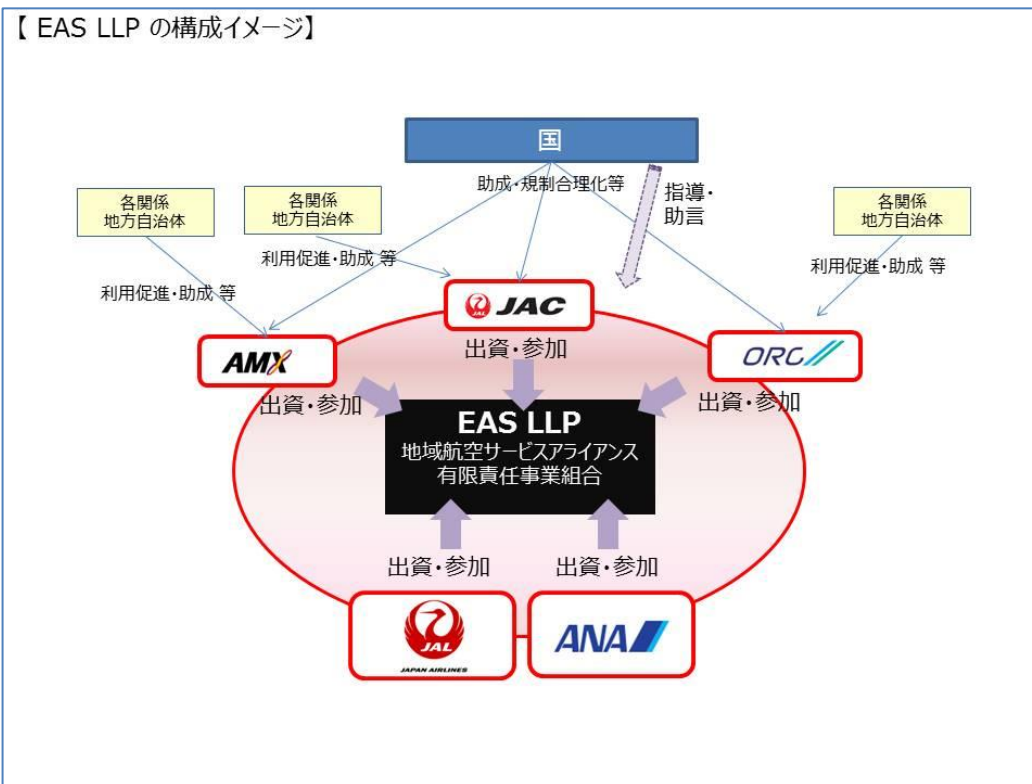 【 EAS LLP の構成イメージ】
国
助成・規制合理化等
指導・
助言
各関係
地方自治体
各関係
地方自治体
各関係
地方自治体
利用促進・助成 等
利用促進・助成 等
利用促進・助成 等
JAL JAC
AMX
ORC
出資・参加
出資・参加
出資・参加
EAS LLP
地域航空サービスアライアンス
有限責任事業組合
出資・参加
出資・参加
JAL
JAPAN AIRLINES
ANA